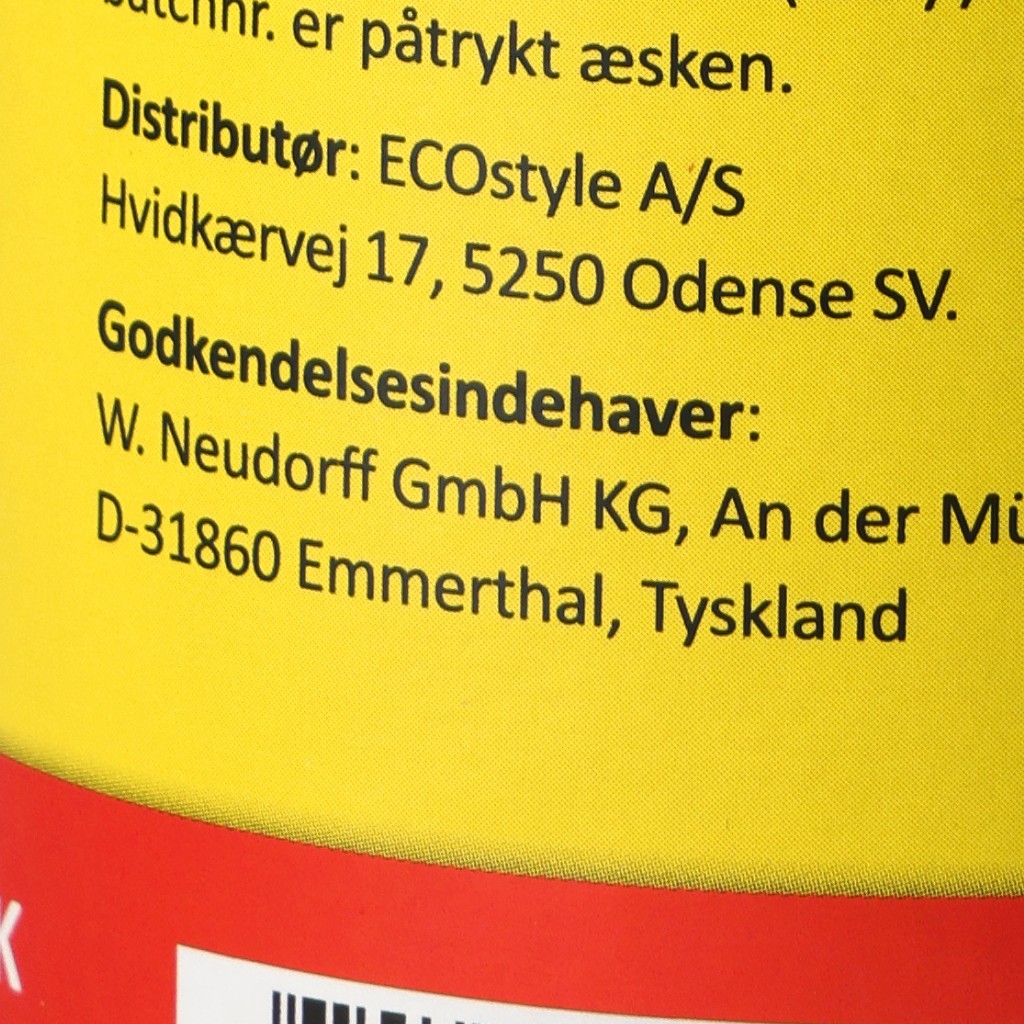 batchnr. er påtrykt æsken.
Distributør: ECOstyle A/S
Hvidkærvej 17, 5250 Odense SV.
Godkendelsesindehaver:
W. Neudorff GmbH KG, An der
D-31860 Emmerthal, Tyskland